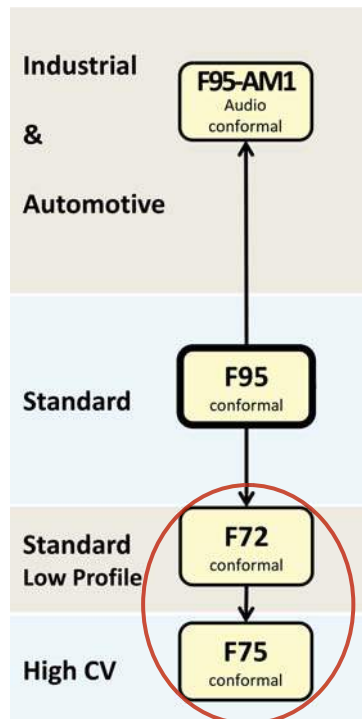 Industrial
&
Automotive
F95-AM1
Audio
conformal
Standard
F95
conformal
Standard
Low Profile
F72
conformal
High CV
F75
conformal